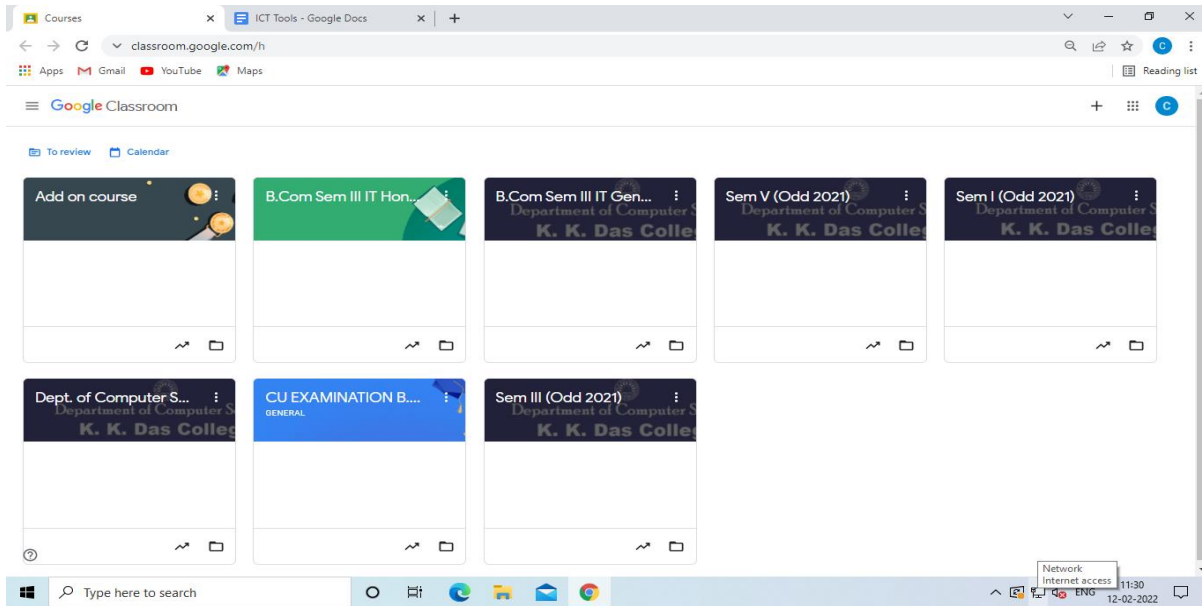 Courses
ICT Tools - Google Docs
classroom.google.com/h
C
Apps
Gmail
YouTube
Maps
Reading list
Google Classroom
C
To review
Calendar
Add on course
B.Com Sem III IT Hon...
B.Com Sem III IT Gen...
Department of Computer S
K. K. Das Colleg
Sem V (Odd 2021)
Department of Computer S
K. K. Das Colleg
Sem I (Odd 2021)
Department of Computer S
K. K. Das Colleg
Dept. of Computer S...
Department of Computer S
K. K. Das Colleg
CU EXAMINATION B....
GENERAL
Sem III (Odd 2021)
Department of Computer S
K. K. Das Colleg
Network
Internet access
Type here to search
ENG
11:30
12-02-2022